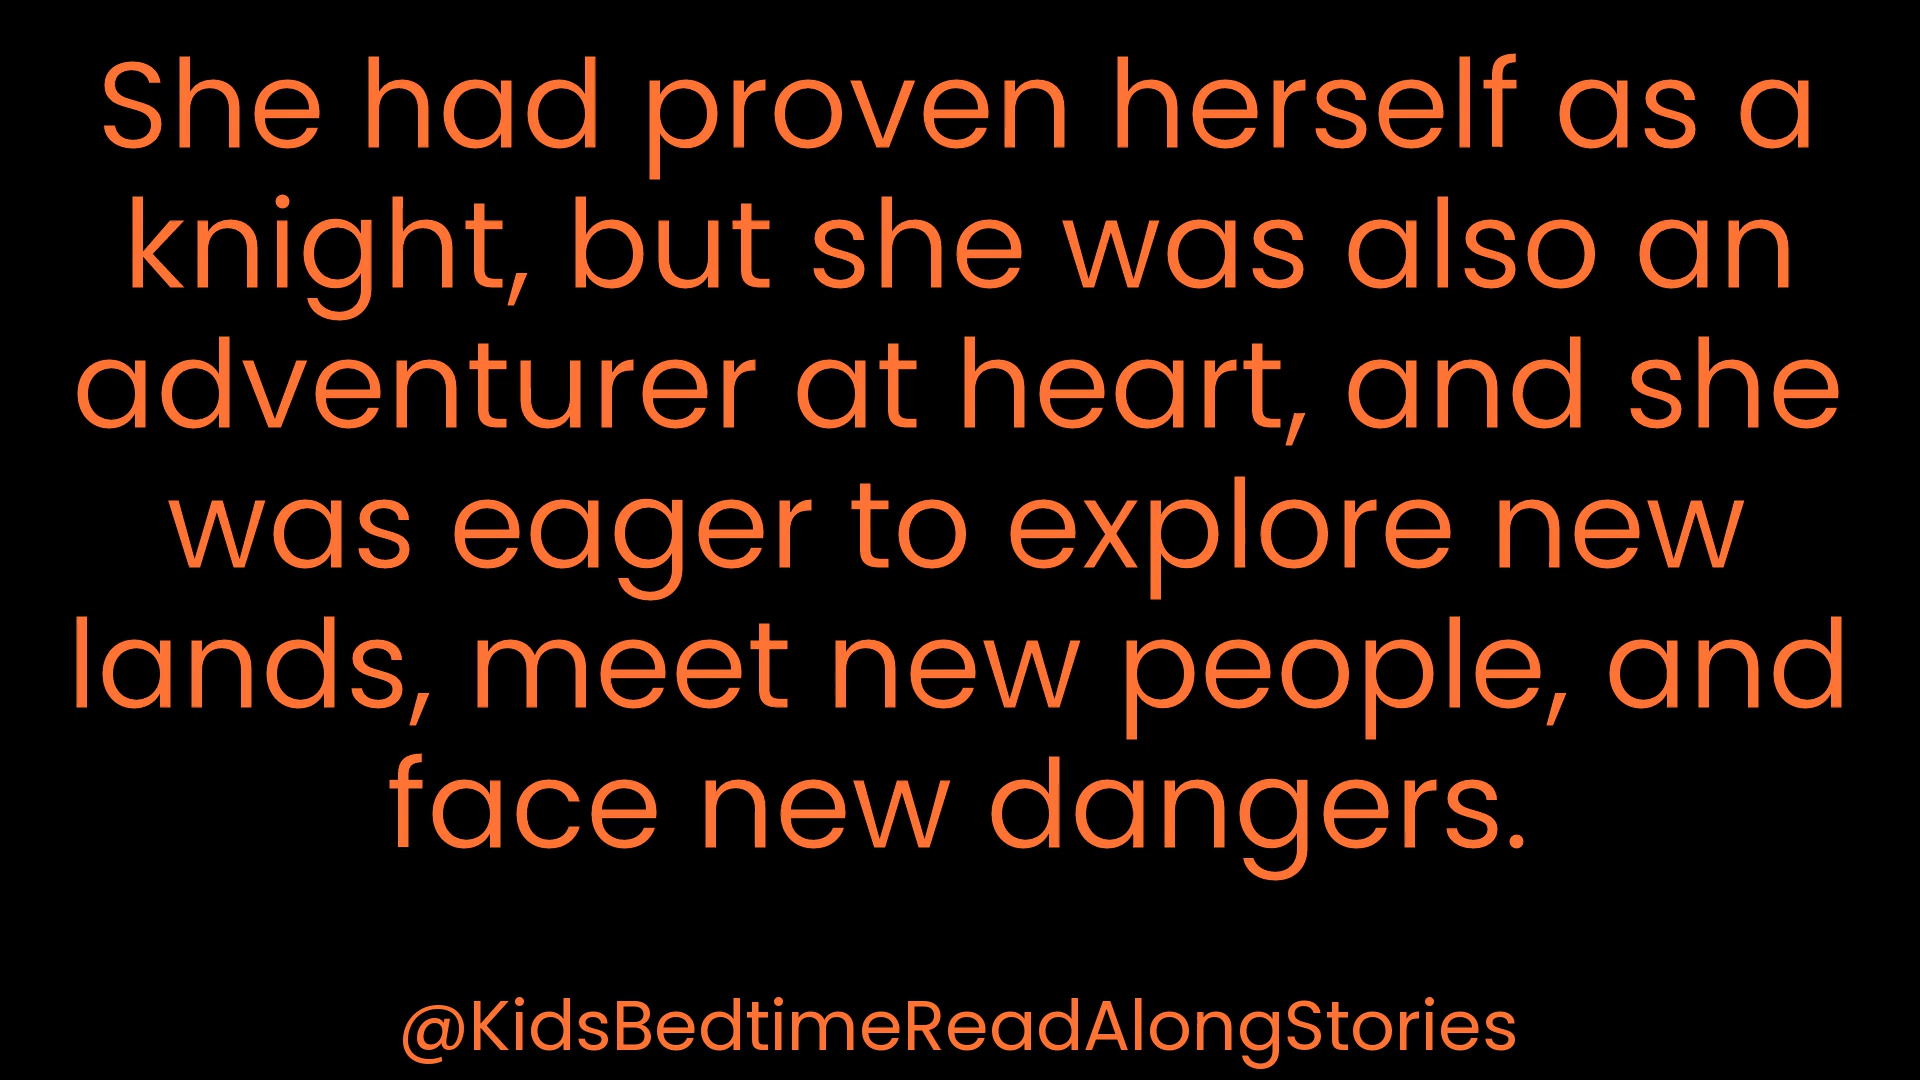 She had proven herself as a
knight, but she was also an
adventurer at heart, and she
was eager to explore new
lands, meet new people, and
face new dangers.
@KidsBedtimeReadAlongStories